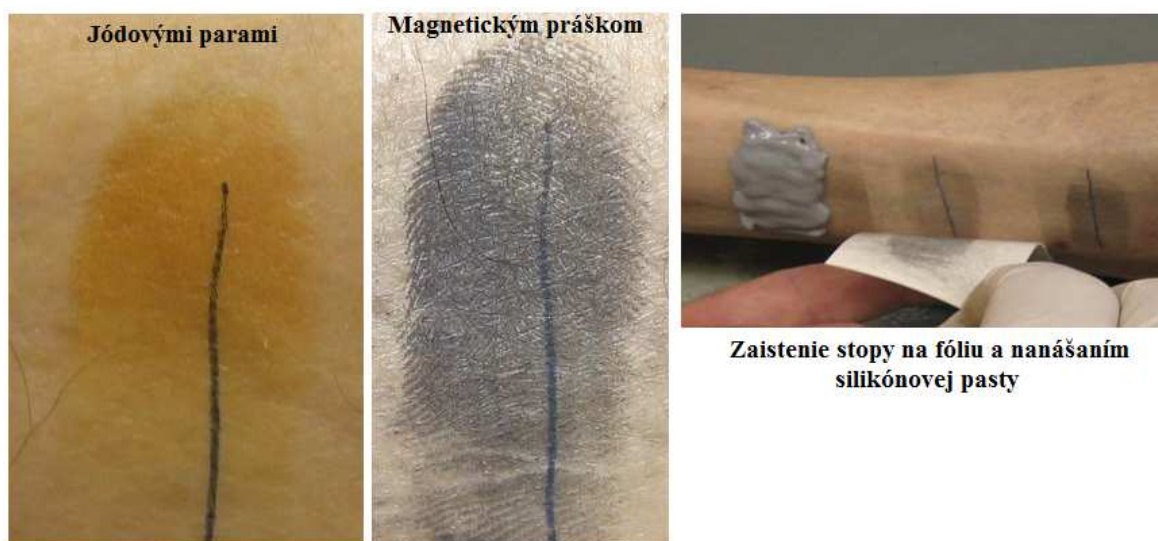 Jódovými parami
Magnetickým práškom
Zaistenie stopy na fóliu a nanášaním
silikónovej pasty